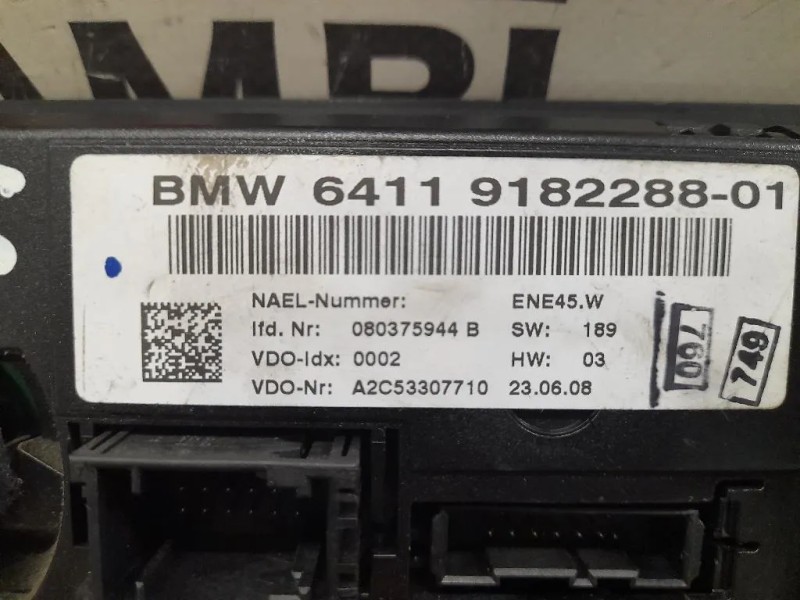 BMW 6411 9182288-01
NAEL-Nummer: ENE45.W
lfd. Nr: 080375944 B SW: 189
VDO-Idx: 0002 HW: 03
VDO-Nr: A2C53307710 23.06.08
760
749